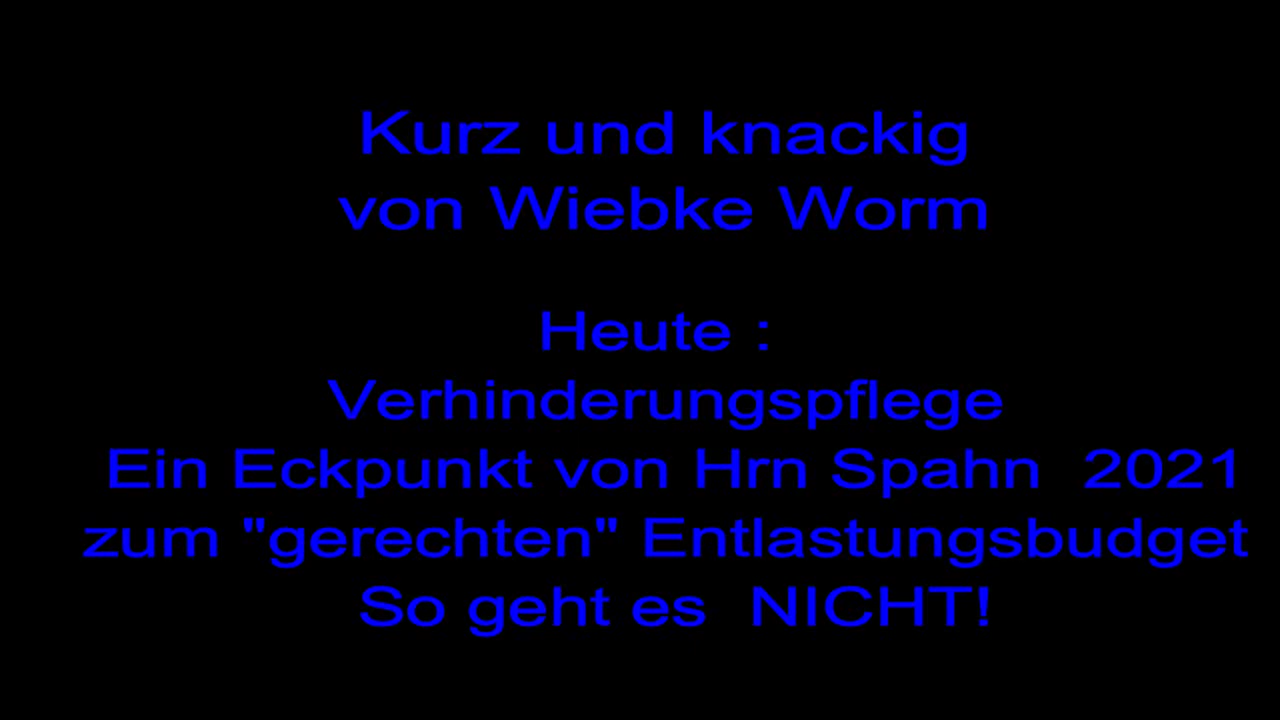 Kurz und knackig
von Wiebke Worm
Heute :
Verhinderungspflege
Ein Eckpunkt von Hrn Spahn  2021
zum "gerechten" Entlastungsbudget
So geht es  NICHT!